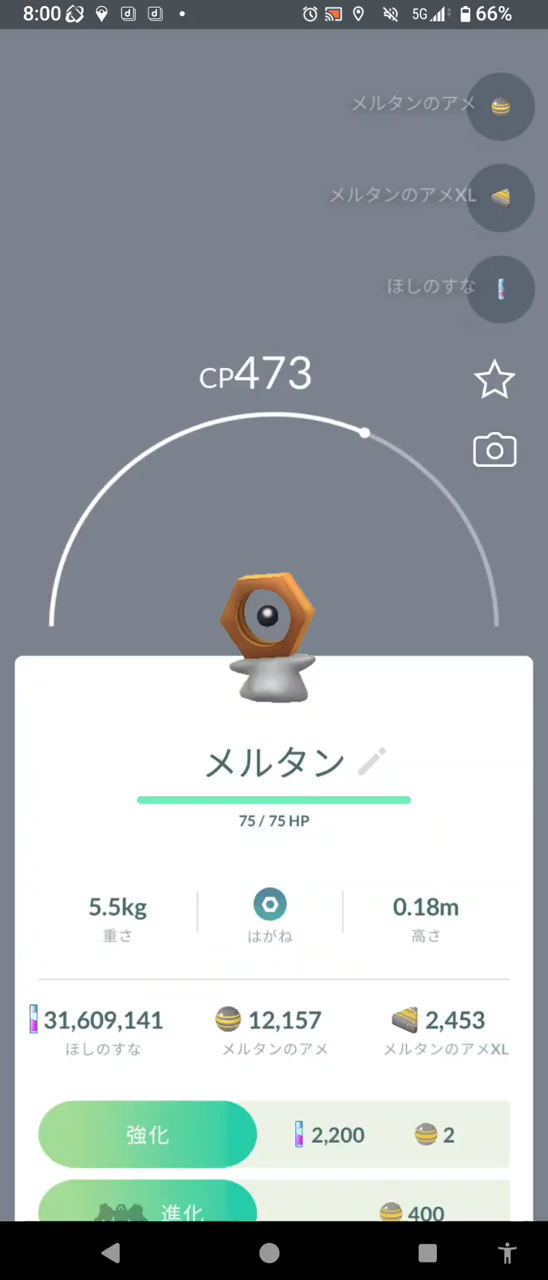 8:00 5G 66%
メルタンのアメ
メルタンのアメXL
ほしのすな
CP473
メルタン
75 / 75 HP
5.5kg 0.18m
重さ はがね 高さ
31,609,141 12,157 2,453
ほしのすな メルタンのアメ メルタンのアメXL
強化 2,200 2
進化 400